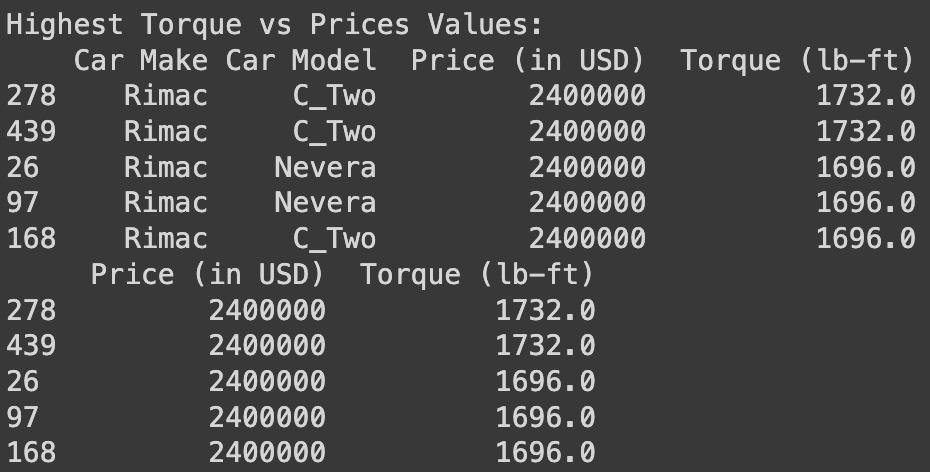 Highest Torque vs Prices Values:
    Car Make Car Model  Price (in USD)  Torque (lb-ft)
278    Rimac     C_Two         2400000          1732.0
439    Rimac     C_Two         2400000          1732.0
26     Rimac    Nevera         2400000          1696.0
97     Rimac    Nevera         2400000          1696.0
168    Rimac     C_Two         2400000          1696.0
     Price (in USD)  Torque (lb-ft)
278         2400000          1732.0
439         2400000          1732.0
26          2400000          1696.0
97          2400000          1696.0
168         2400000          1696.0